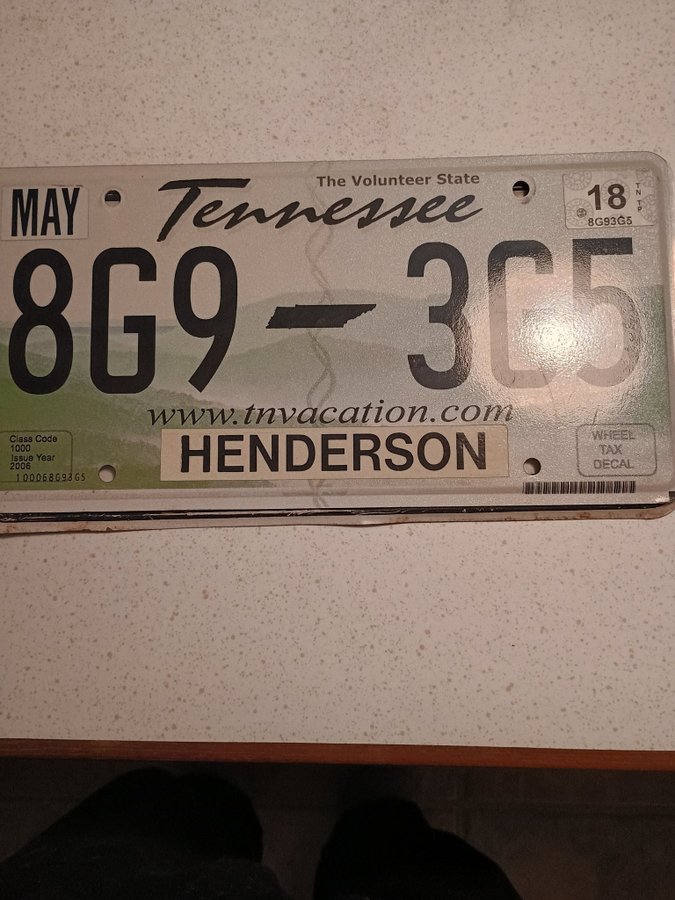 The Volunteer State
MAY
Tennessee
18
TN TP
8G93G5
8G9 3G5
www.tnvacation.com
HENDERSON
Class Code
1000
Issue Year
2006
100068G93G5
WHEEL
TAX
DECAL